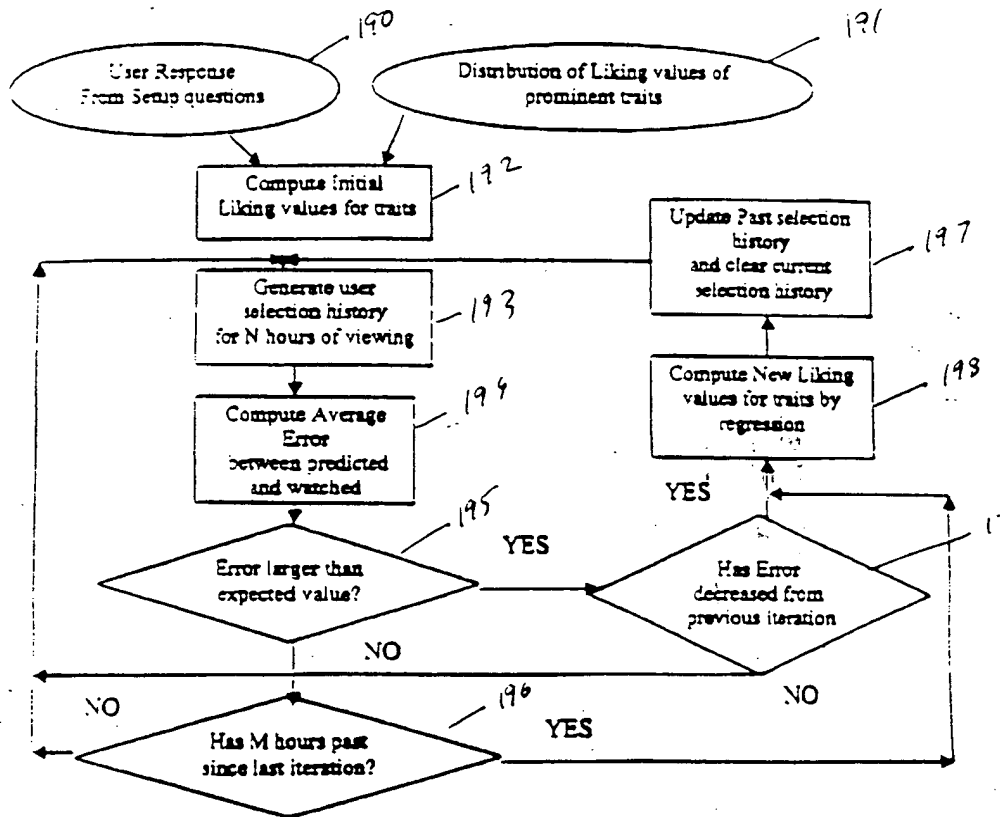 190
191
User Response
From Setup questions
Distribution of Liking values of
prominent traits
192
Compute Initial
Liking values for traits
Update Past selection
history
and clear current
selection history
197
Generate user
selection history
for N hours of viewing
193
Compute New Liking
values for traits by
regression
198
Compute Average
Error
between predicted
and watched
194
YES
195
YES
Error larger than
expected value?
Has Error
decreased from
previous iteration
NO
NO
NO
196
YES
Has M hours past
since last iteration?